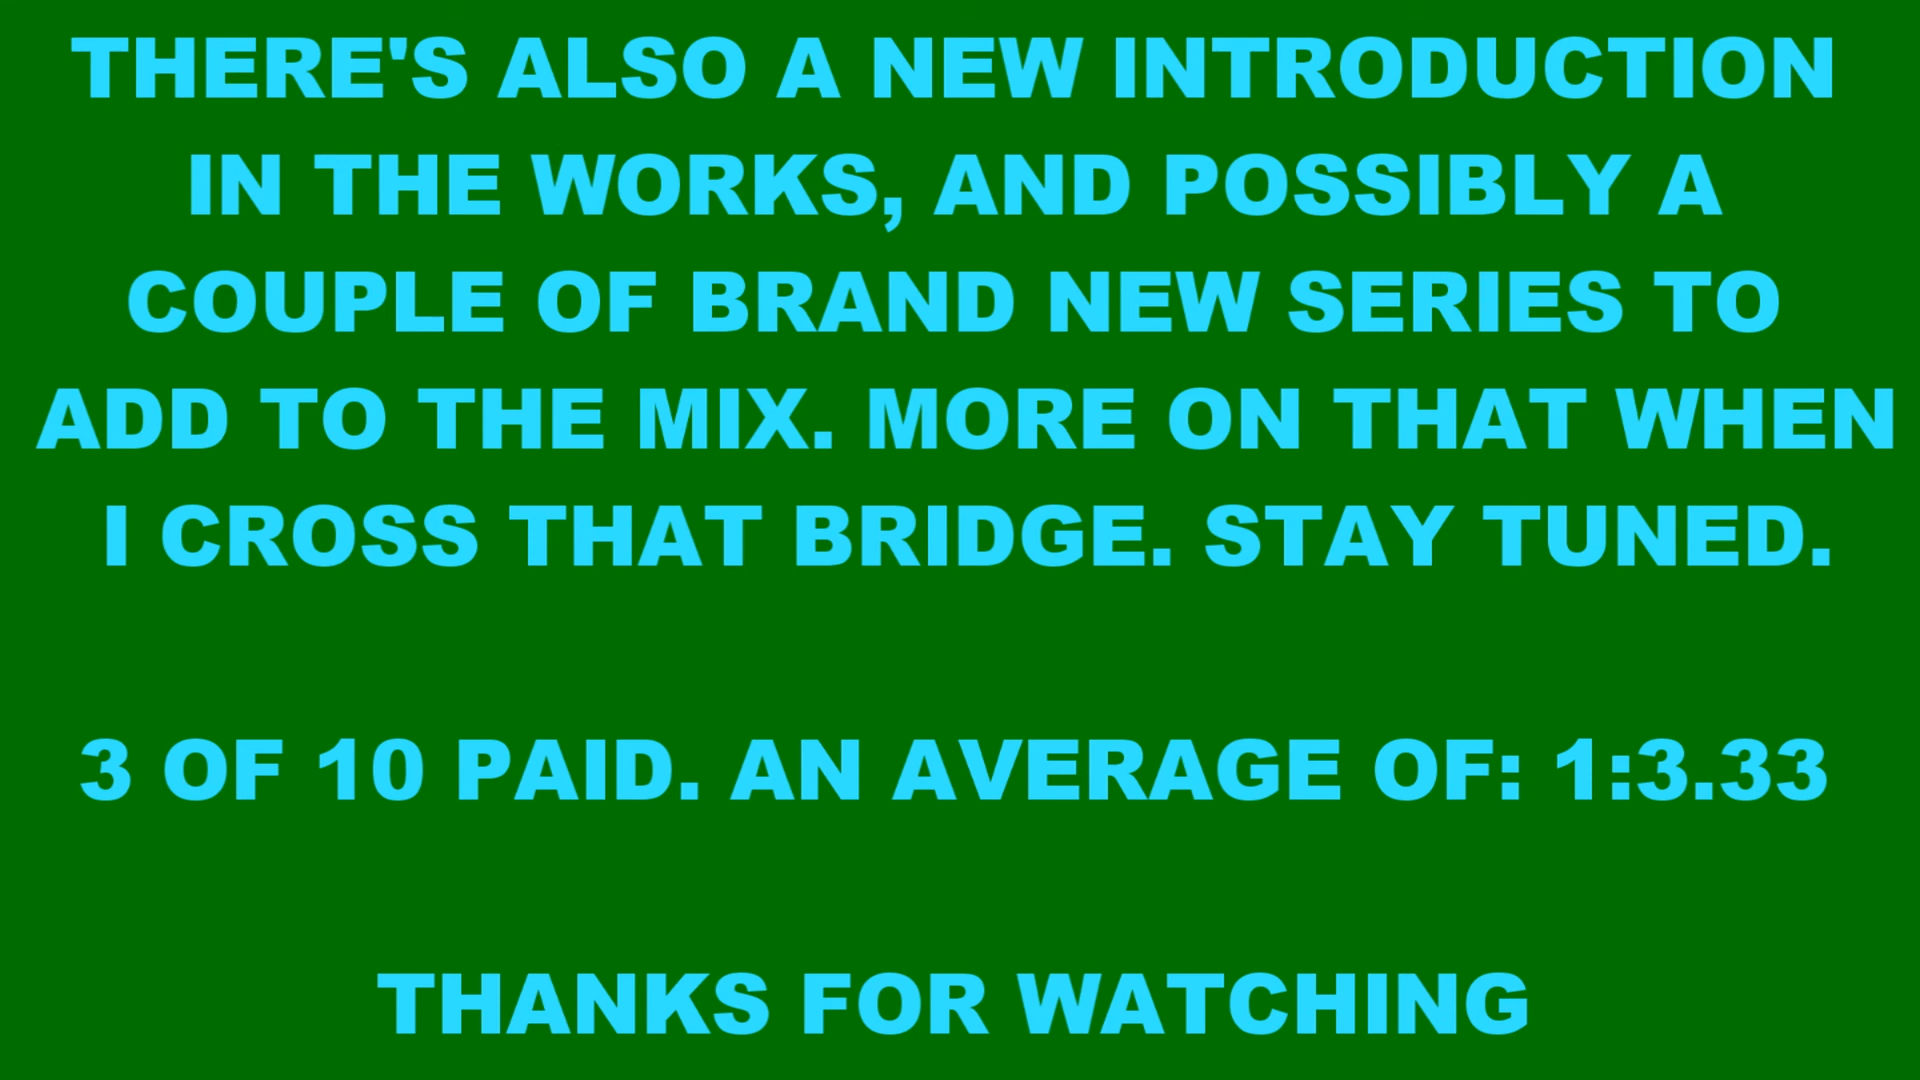 THERE'S ALSO A NEW INTRODUCTION
IN THE WORKS, AND POSSIBLY A
COUPLE OF BRAND NEW SERIES TO
ADD TO THE MIX. MORE ON THAT WHEN
I CROSS THAT BRIDGE. STAY TUNED.
3 OF 10 PAID. AN AVERAGE OF: 1:3.33
THANKS FOR WATCHING